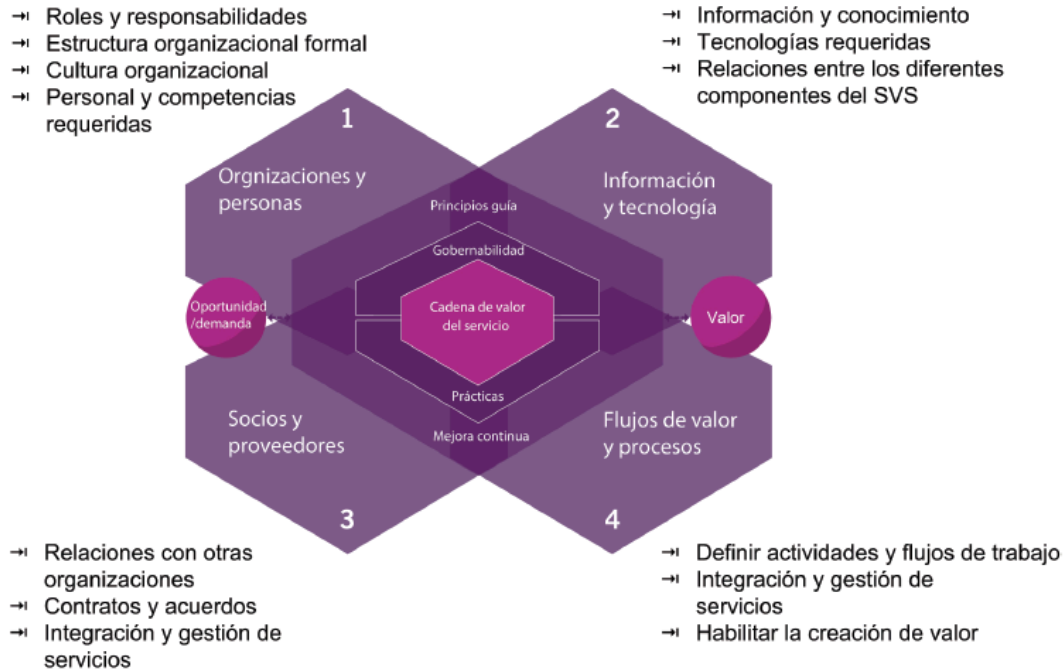 → Roles y responsabilidades
→ Estructura organizacional formal
→ Cultura organizacional
→ Personal y competencias
requeridas
→ Información y conocimiento
→ Tecnologías requeridas
→ Relaciones entre los diferentes
componentes del SVS
1
2
Orgnizaciones y
personas
Información
y tecnología
Principios guía
Gobernabilidad
Oportunidad
/demanda
Cadena de valor
del servicio
Valor
Prácticas
Mejora continua
Socios y
proveedores
Flujos de valor
y procesos
3
4
→ Relaciones con otras
organizaciones
→ Contratos y acuerdos
→ Integración y gestión de
servicios
→ Definir actividades y flujos de trabajo
→ Integración y gestión de
servicios
→ Habilitar la creación de valor